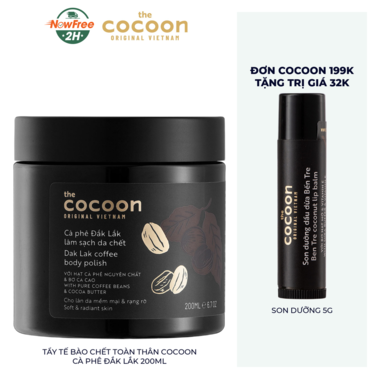 NowFree
2H
the
cocoon
ORIGINAL VIETNAM
the
cocoon
ORIGINAL VIETNAM
Cà phê Đắk Lắk
làm sạch da chết
Dak Lak coffee
body polish
VỚI HẠT CÀ PHÊ NGUYÊN CHẤT
& BƠ CA CAO
WITH PURE COFFEE BEANS
& COCOA BUTTER
Cho làn da mềm mại & rạng rỡ
Soft & radiant skin
200ML e 6.7 OZ
TẨY TẾ BÀO CHẾT TOÀN THÂN COCOON
CÀ PHÊ ĐẮK LẮK 200ML
ĐƠN COCOON 199K
TẶNG TRỊ GIÁ 32K
Son dưỡng dầu dừa Bến Tre
Ben Tre coconut lip balm
SON DƯỠNG 5G